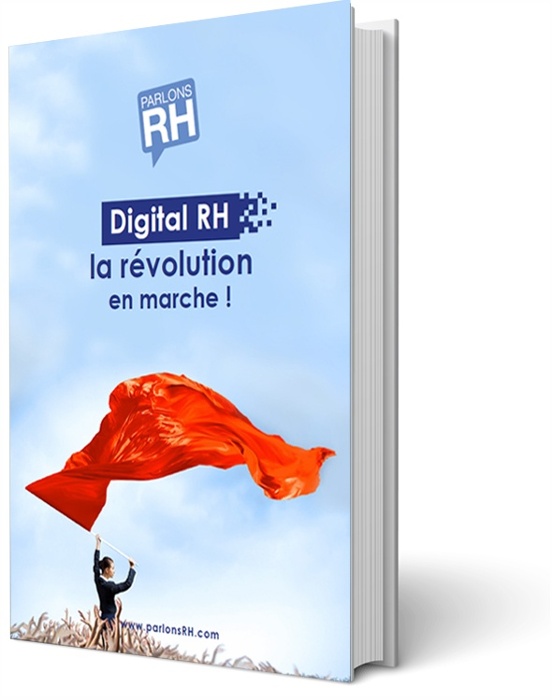 PARLONS
RH
Digital RH
la révolution
en marche !
www.parlonsRH.com